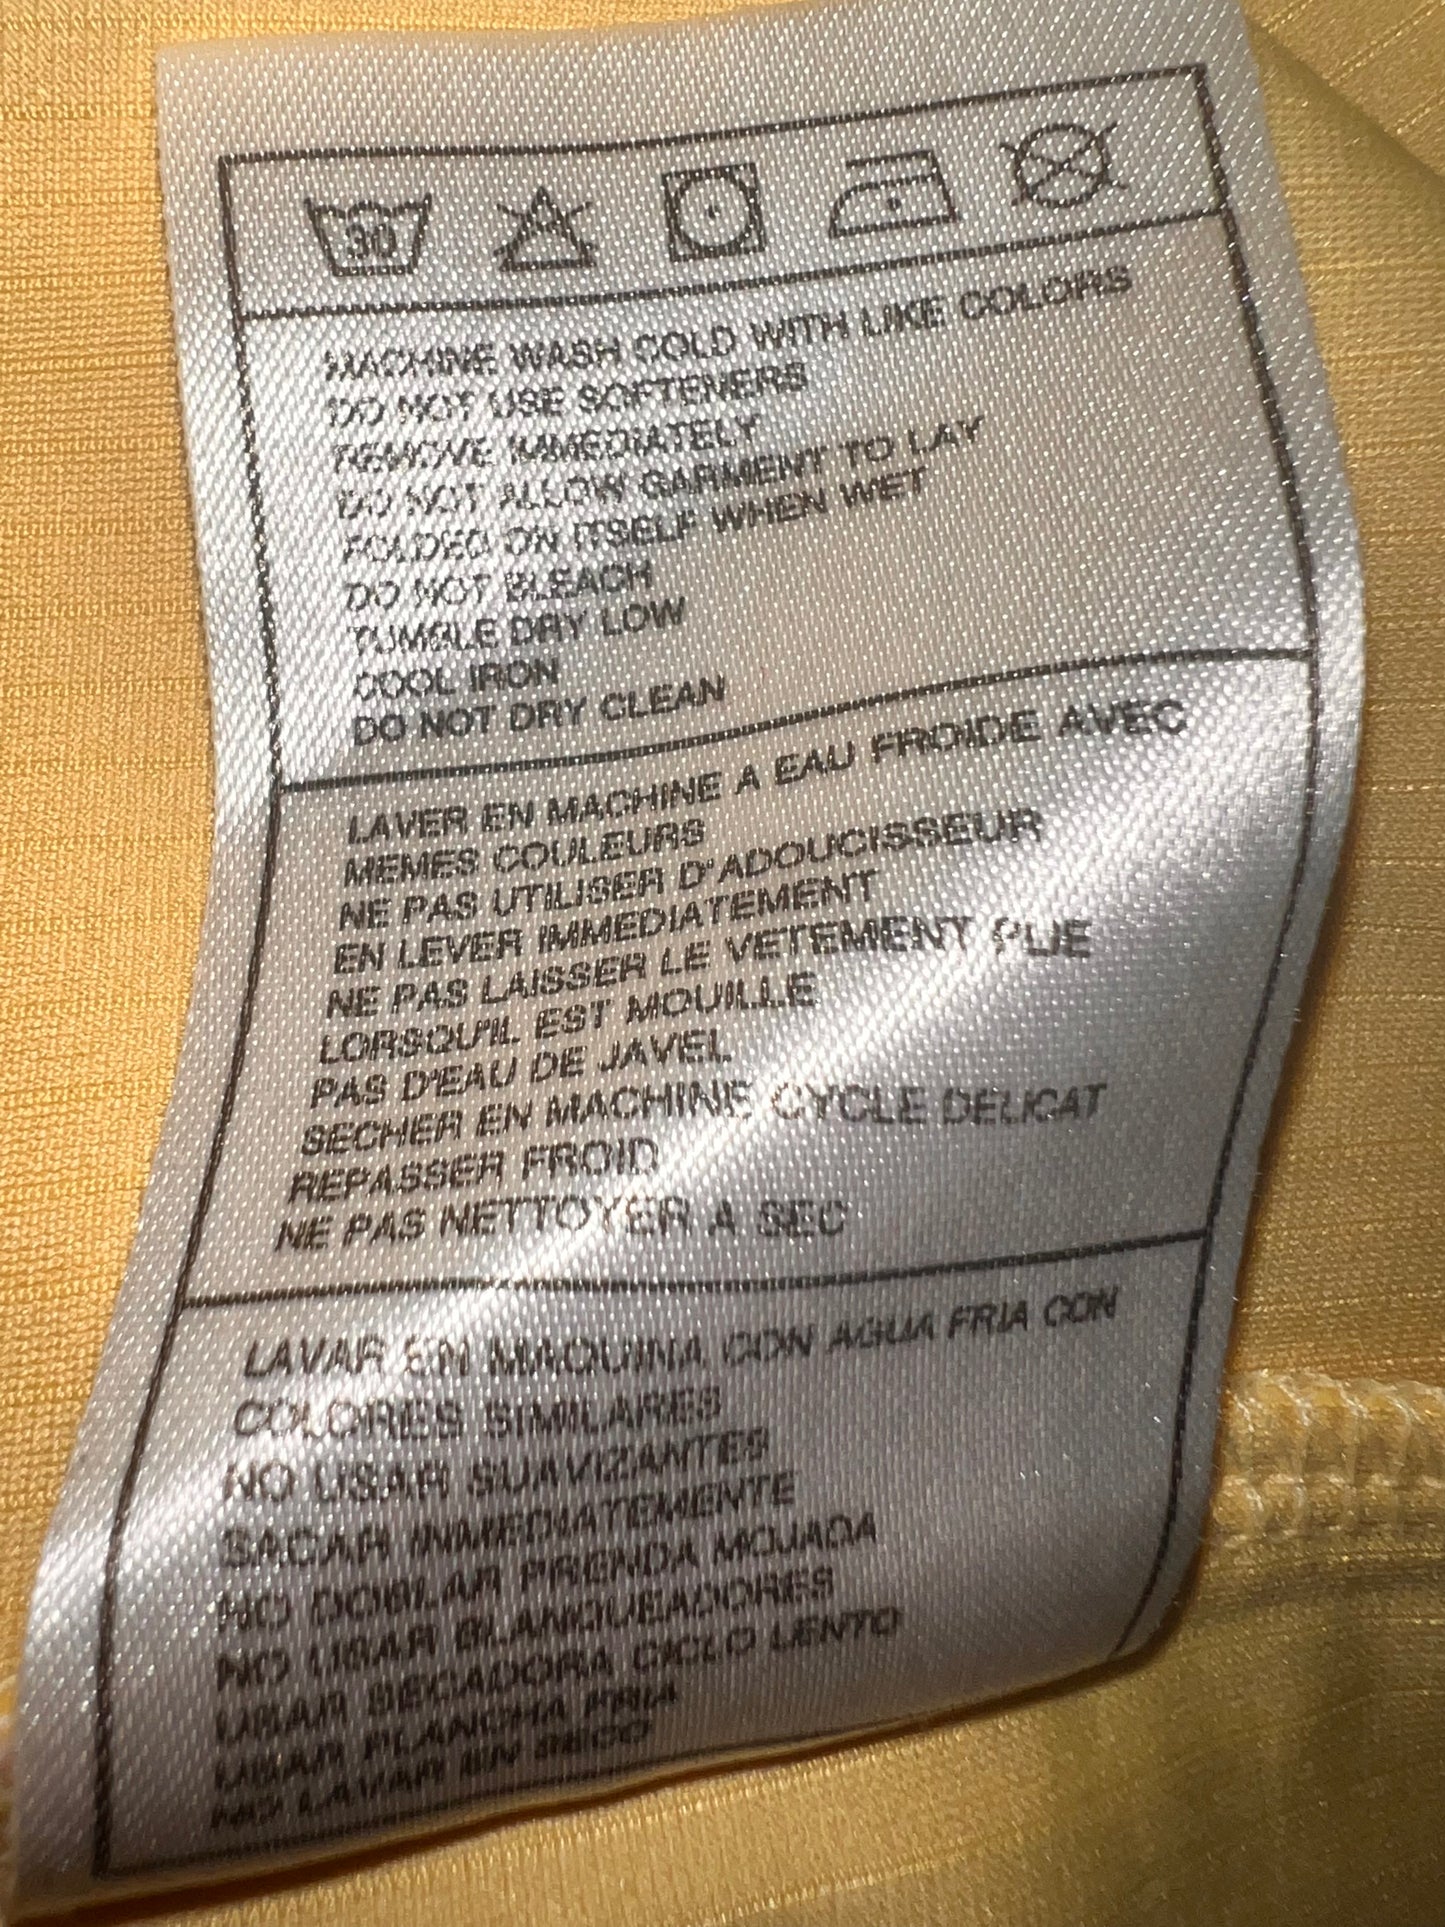 30
MACHINE WASH COLD WITH LIKE COLORS
DO NOT USE SOFTENERS
REMOVE IMMEDIATELY
DO NOT ALLOW GARMENT TO LAY
FOLDED ON ITSELF WHEN WET
DO NOT BLEACH
TUMBLE DRY LOW
COOL IRON
DO NOT DRY CLEAN
LAVER EN MACHINE A EAU FROIDE AVEC
MEMES COULEURS
NE PAS UTILISER D'ADOUCISSEUR
EN LEVER IMMEDIATEMENT
NE PAS LAISSER LE VETEMENT PLIE
LORSQU'IL EST MOUILLE
PAS D'EAU DE JAVEL
SECHER EN MACHINE CYCLE DELICAT
REPASSER FROID
NE PAS NETTOYER A SEC
LAVAR EN MAQUINA CON AGUA FRIA CON
COLORES SIMILARES
NO USAR SUAVIZANTES
SACAR INMEDIATEMENTE
NO DOBLAR PRENDA MOJADA
NO USAR BLANQUEADORES
USAR SECADORA CICLO LENTO
USAR PLANCHA FRIA
NO LAVAR EN SECO